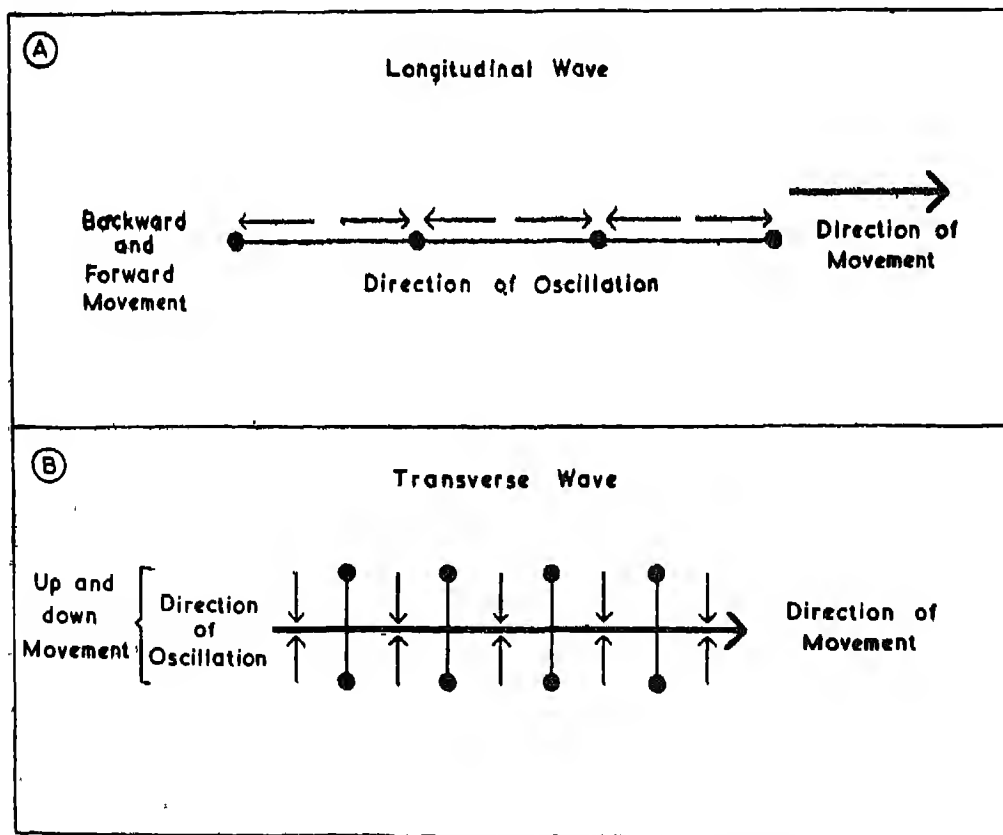 A
Longitudinal Wave
Backward
and
Forward
Movement
Direction of Oscillation
Direction of
Movement
B
Transverse Wave
Up and
down
Movement
Direction
of
Oscillation
Direction of
Movement